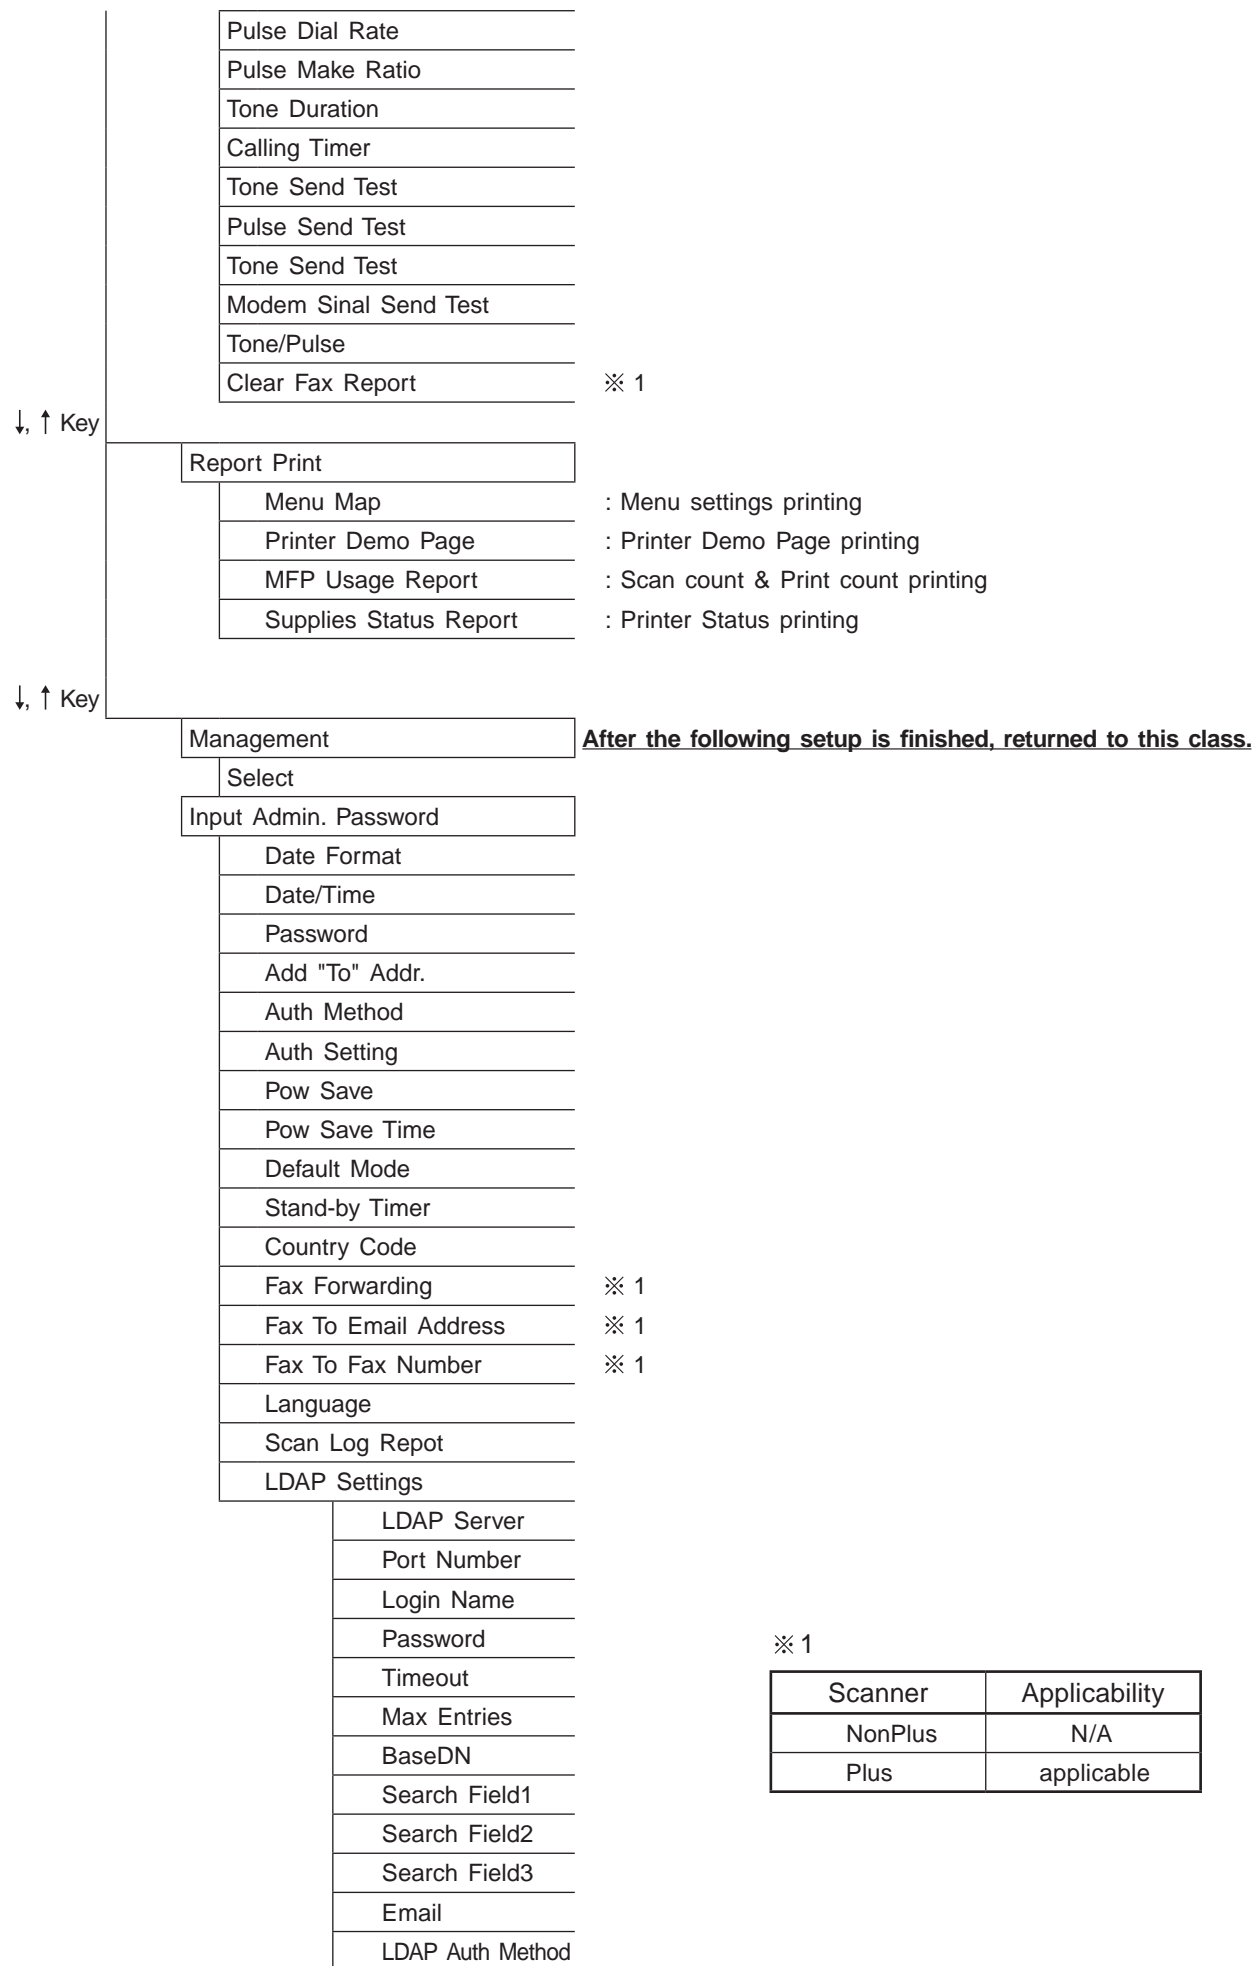 Pulse Dial Rate
Pulse Make Ratio
Tone Duration
Calling Timer
Tone Send Test
Pulse Send Test
Tone Send Test
Modem Sinal Send Test
Tone/Pulse
Clear Fax Report ※ 1
↓, ↑ Key
Report Print
Menu Map : Menu settings printing
Printer Demo Page : Printer Demo Page printing
MFP Usage Report : Scan count & Print count printing
Supplies Status Report : Printer Status printing
↓, ↑ Key
Management After the following setup is finished, returned to this class.
Select
Input Admin. Password
Date Format
Date/Time
Password
Add "To" Addr.
Auth Method
Auth Setting
Pow Save
Pow Save Time
Default Mode
Stand-by Timer
Country Code
Fax Forwarding ※ 1
Fax To Email Address ※ 1
Fax To Fax Number ※ 1
Language
Scan Log Repot
LDAP Settings
LDAP Server
Port Number
Login Name
Password
Timeout
Max Entries
BaseDN
Search Field1
Search Field2
Search Field3
Email
LDAP Auth Method
※ 1
Scanner Applicability
NonPlus N/A
Plus applicable